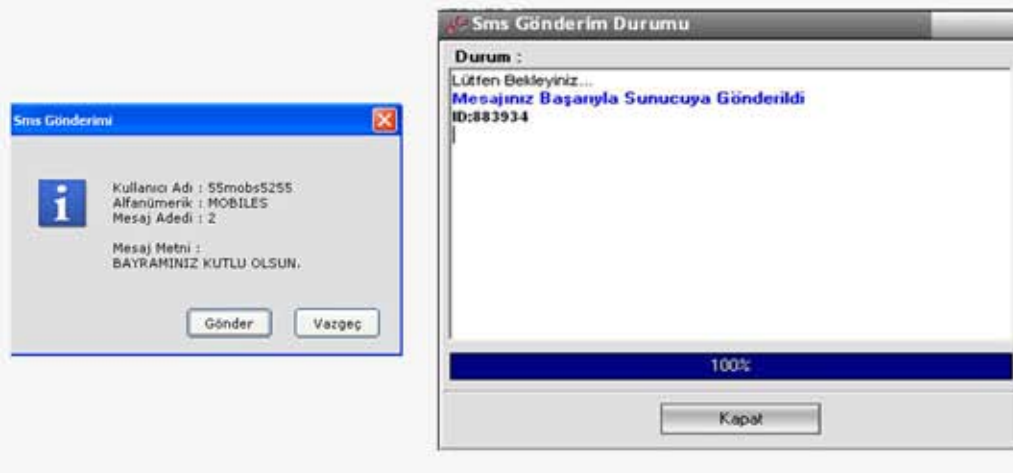 Sms Gönderimi
Kullanıcı Adı : 55mobs5255
Alfanümerik : MOBILES
Mesaj Adedi : 2
Mesaj Metni :
BAYRAMINIZ KUTLU OLSUN.
Gönder
Vazgeç
Sms Gönderim Durumu
Durum :
Lütfen Bekleyiniz...
Mesajınız Başarıyla Sunucuya Gönderildi
ID:883934
100%
Kapat